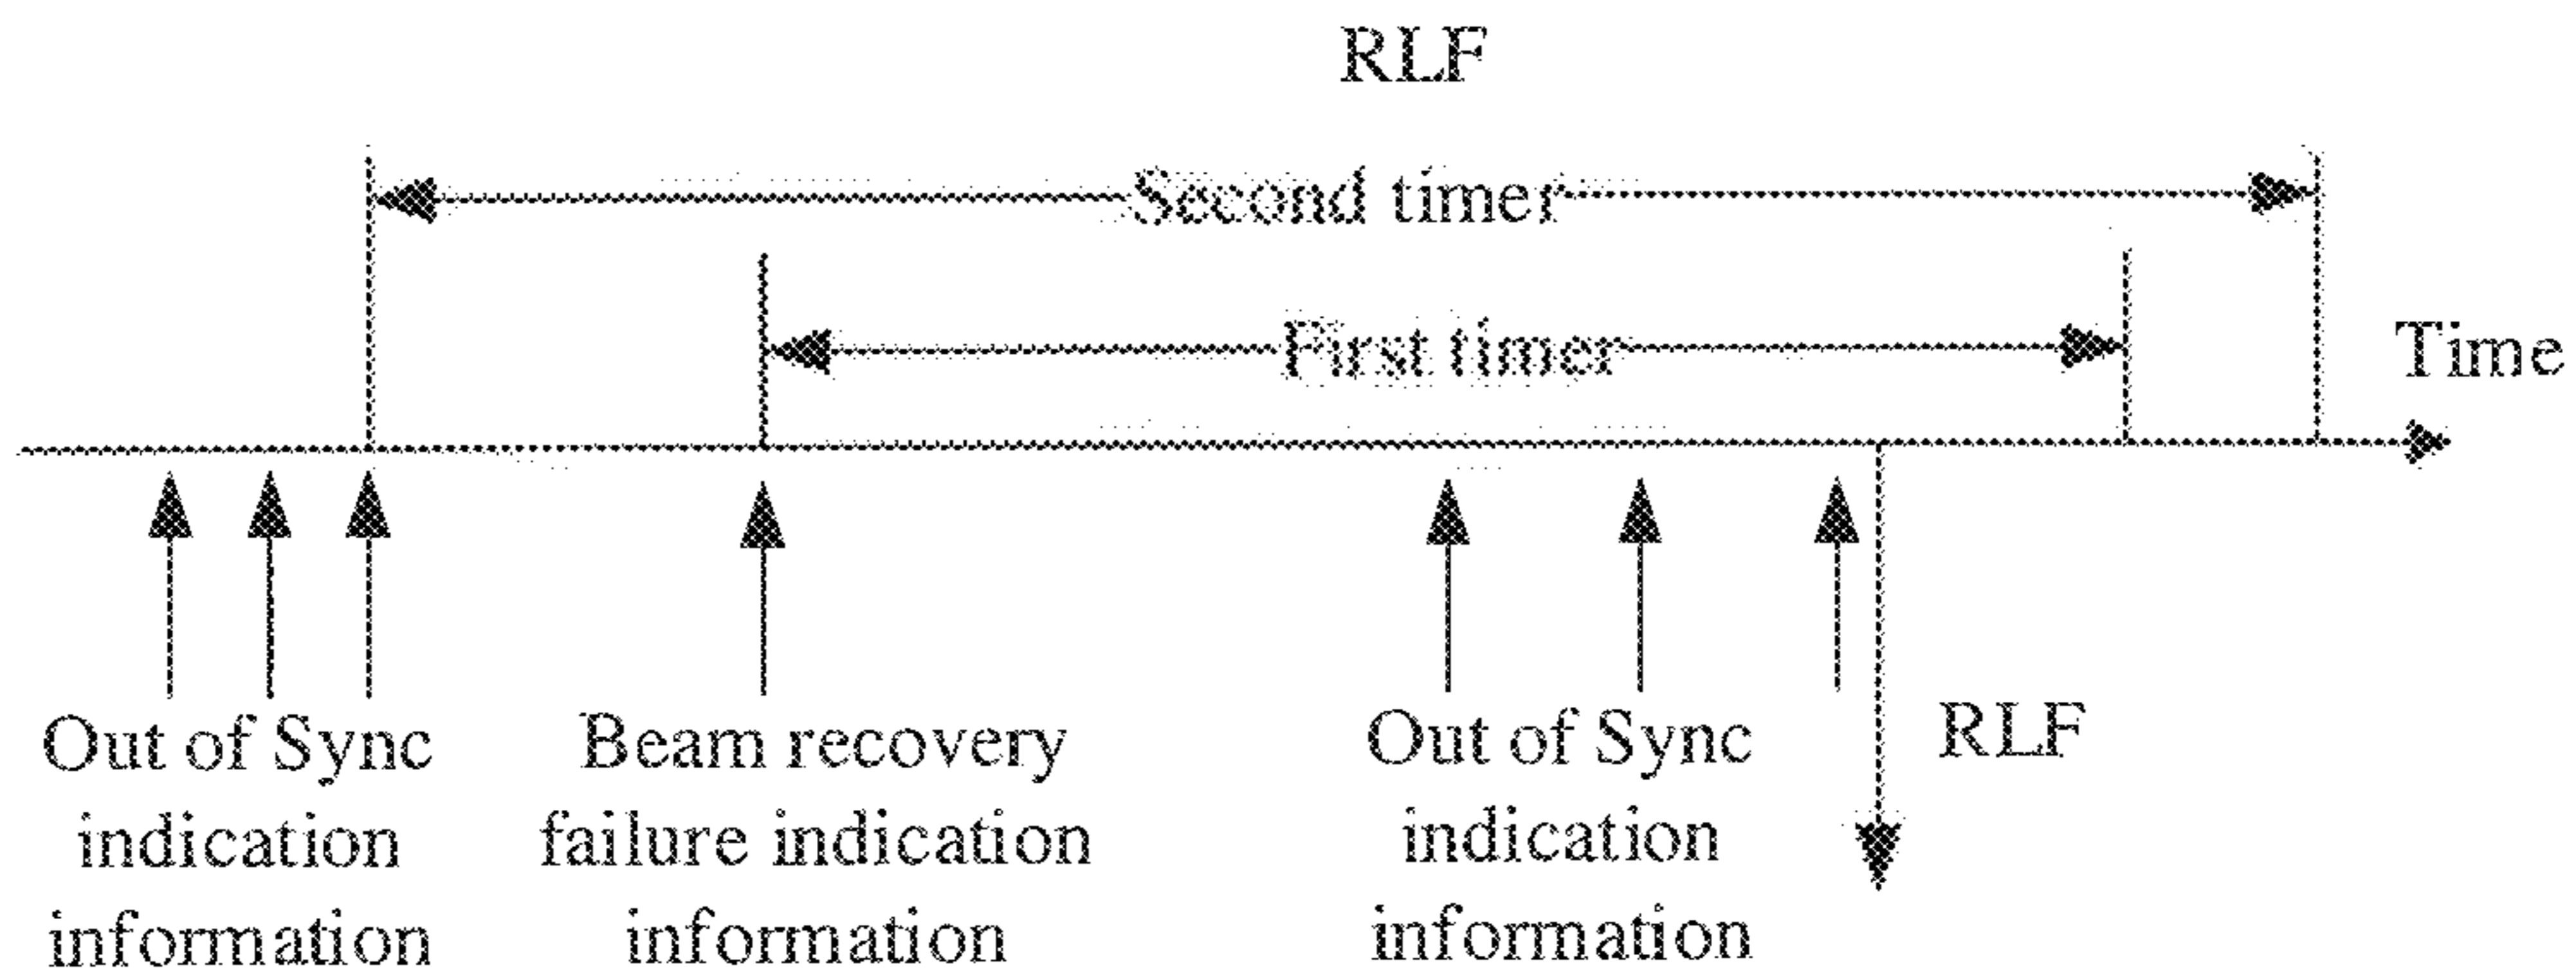 RLF
Second timer
First timer
Time
Out of Sync
indication
information
Beam recovery
failure indication
information
Out of Sync
indication
information
RLF